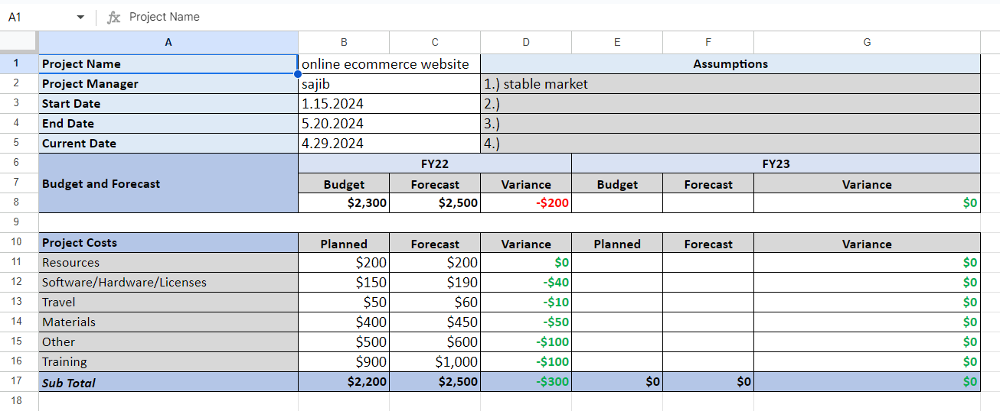 A1 fx Project Name
A B C D E F G
1 Project Name online ecommerce website Assumptions
2 Project Manager sajib 1.) stable market
3 Start Date 1.15.2024 2.)
4 End Date 5.20.2024 3.)
5 Current Date 4.29.2024 4.)
6 FY22 FY23
7 Budget and Forecast Budget Forecast Variance Budget Forecast Variance
8 $2,300 $2,500 -$200 $0
9
10 Project Costs Planned Forecast Variance Planned Forecast Variance
11 Resources $200 $200 $0 $0
12 Software/Hardware/Licenses $150 $190 -$40 $0
13 Travel $50 $60 -$10 $0
14 Materials $400 $450 -$50 $0
15 Other $500 $600 -$100 $0
16 Training $900 $1,000 -$100 $0
17 Sub Total $2,200 $2,500 -$300 $0 $0 $0
18